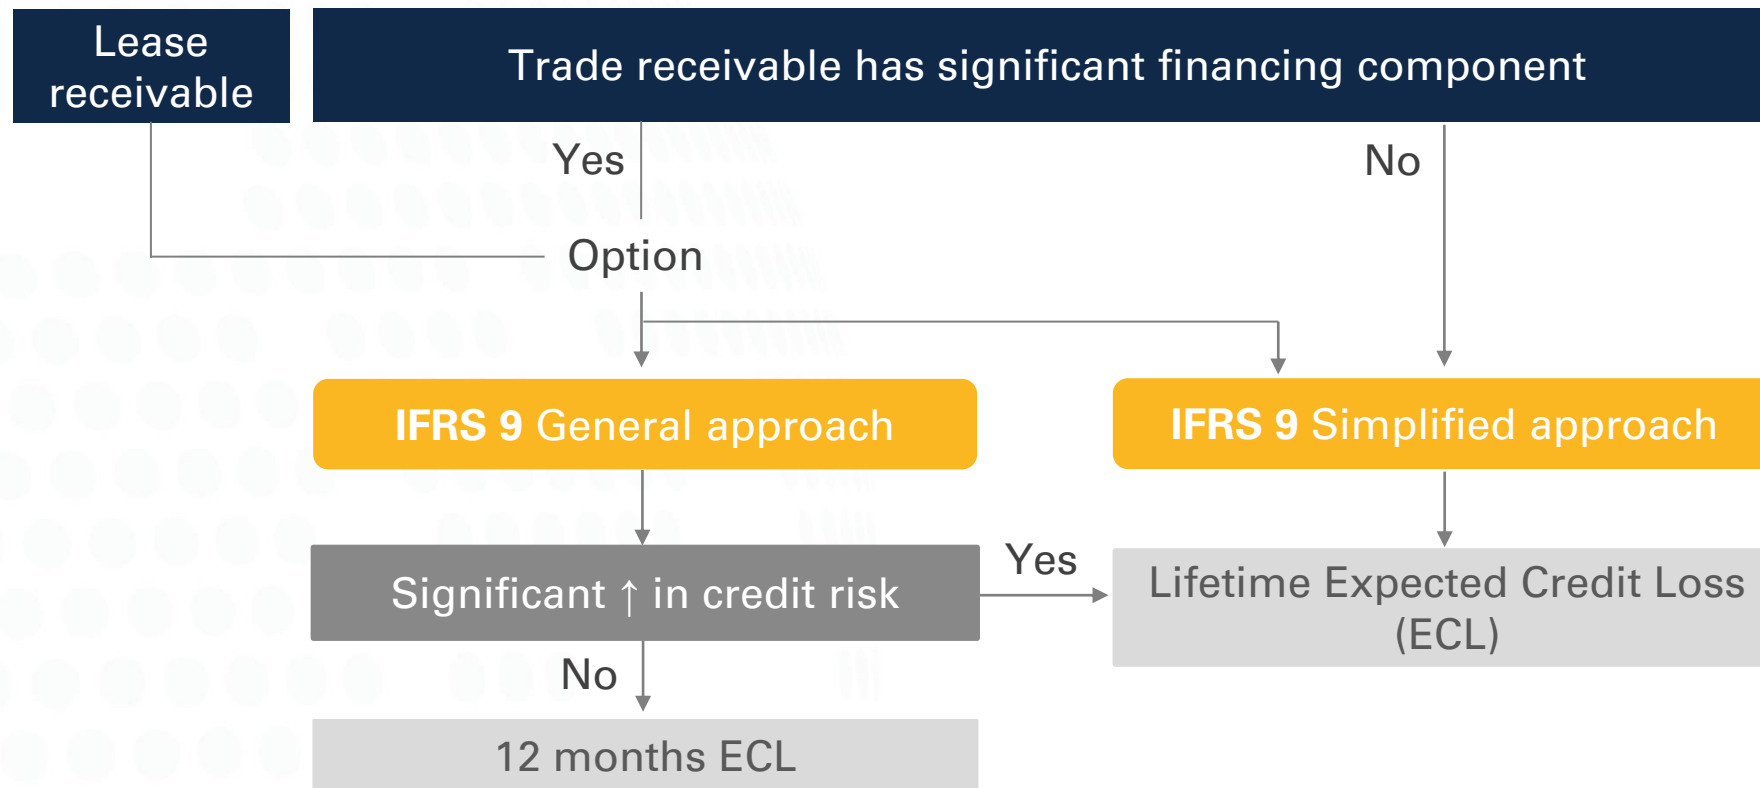 Lease
receivable
Trade receivable has significant financing component
Yes
No
Option
IFRS 9 General approach
IFRS 9 Simplified approach
Significant ↑ in credit risk
Yes
Lifetime Expected Credit Loss
(ECL)
No
12 months ECL